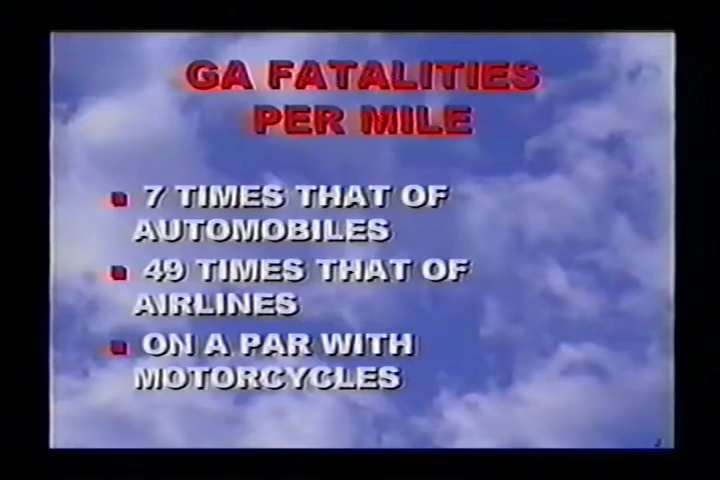 GA FATALITIES
PER MILE
7 TIMES THAT OF
AUTOMOBILES
49 TIMES THAT OF
AIRLINES
ON A PAR WITH
MOTORCYCLES